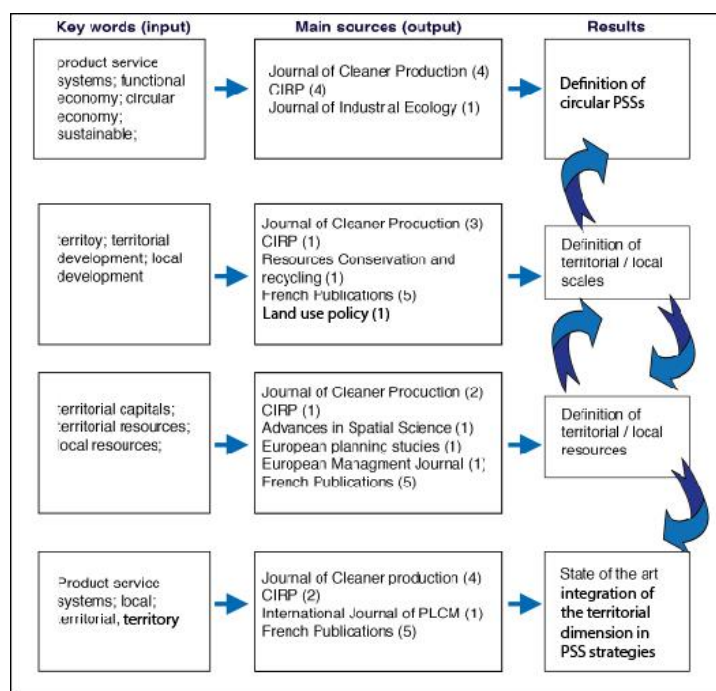 Key words (input)
Main sources (output)
Results
product service
systems; functional
economy; circular
economy;
sustainable;
Journal of Cleaner Production (4)
CIRP (4)
Journal of Industrial Ecology (1)
Definition of
circular PSSs
territoy; territorial
development; local
development
Journal of Cleaner Production (3)
CIRP (1)
Resources Conservation and
recycling (1)
French Publications (5)
Land use policy (1)
Definition of
territorial / local
scales
territorial capitals;
territorial resources;
local resources;
Journal of Cleaner Production (2)
CIRP (1)
Advances in Spatial Science (1)
European planning studies (1)
European Managment Journal (1)
French Publications (5)
Definition of
territorial / local
resources
Product service
systems; local;
territorial, territory
Journal of Cleaner production (4)
CIRP (2)
International Journal of PLCM (1)
French Publications (5)
State of the art
integration of
the territorial
dimension in
PSS strategies